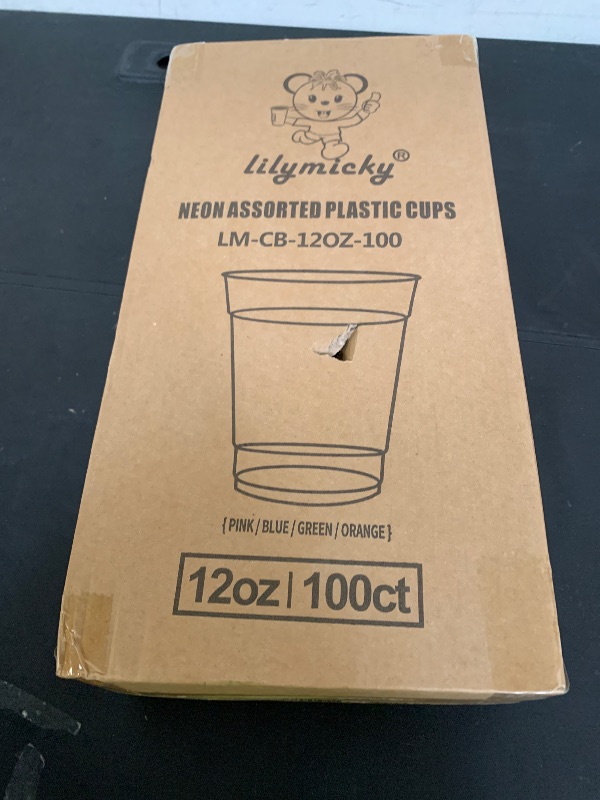 lilymicky®
NEON ASSORTED PLASTIC CUPS
LM-CB-12OZ-100
{ PINK / BLUE / GREEN / ORANGE }
12oz | 100ct